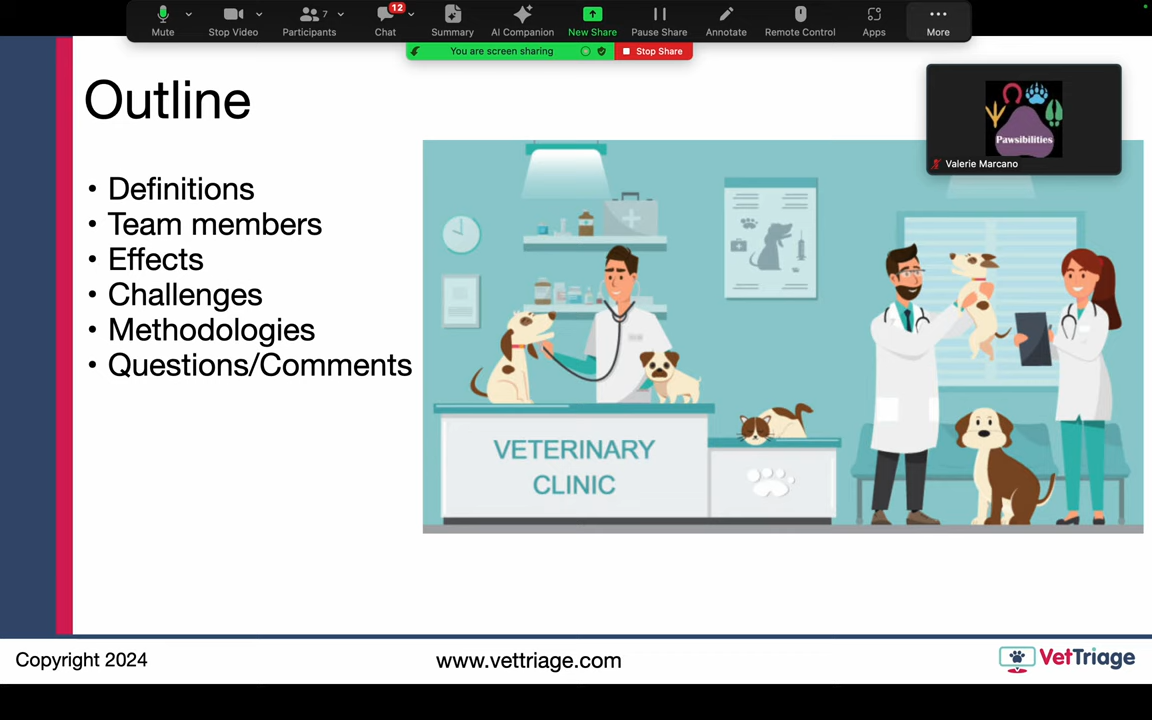 7
12
Mute
Stop Video
Participants
Chat
Summary
AI Companion
New Share
Pause Share
Annotate
Remote Control
Apps
More
You are screen sharing
Stop Share
Outline
Pawsibilities
Valerie Marcano
• Definitions
• Team members
• Effects
• Challenges
• Methodologies
• Questions/Comments
VETERINARY
CLINIC
Copyright 2024
www.vettriage.com
VetTriage